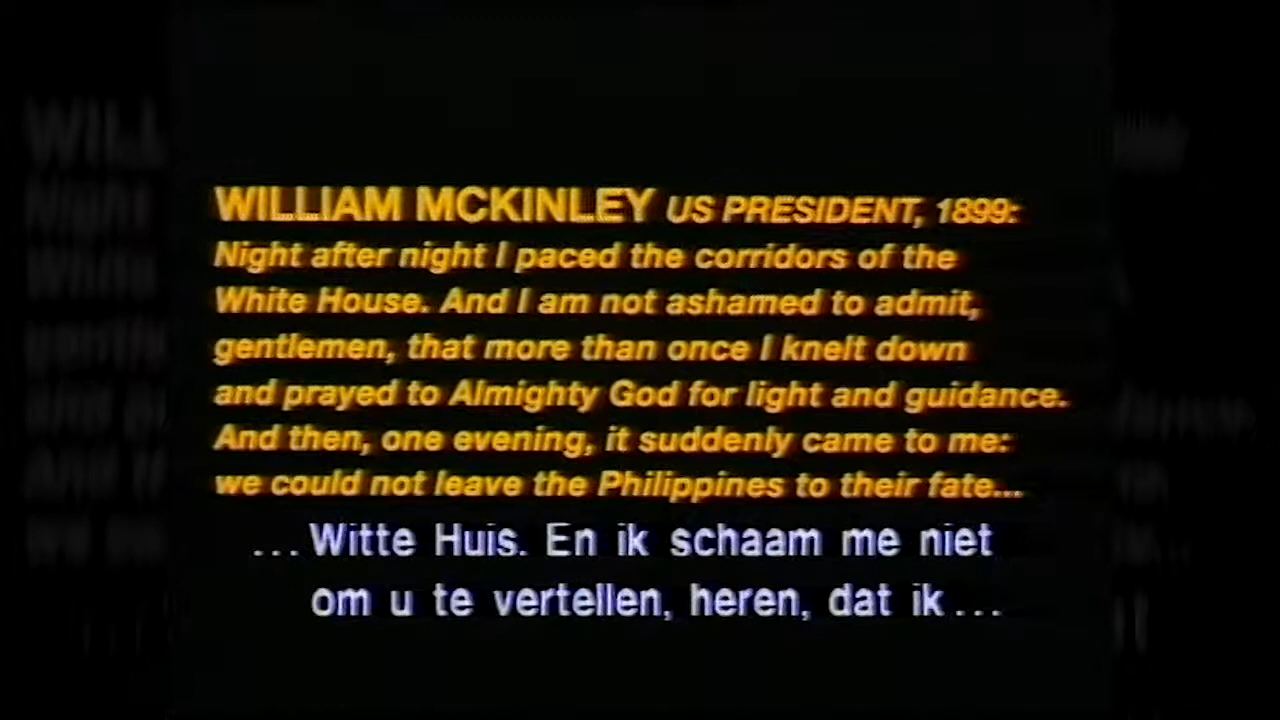 WILLIAM MCKINLEY US PRESIDENT, 1899:
Night after night I paced the corridors of the
White House. And I am not ashamed to admit,
gentlemen, that more than once I knelt down
and prayed to Almighty God for light and guidance.
And then, one evening, it suddenly came to me:
we could not leave the Philippines to their fate...
...Witte Huis. En ik schaam me niet
om u te vertellen, heren, dat ik...